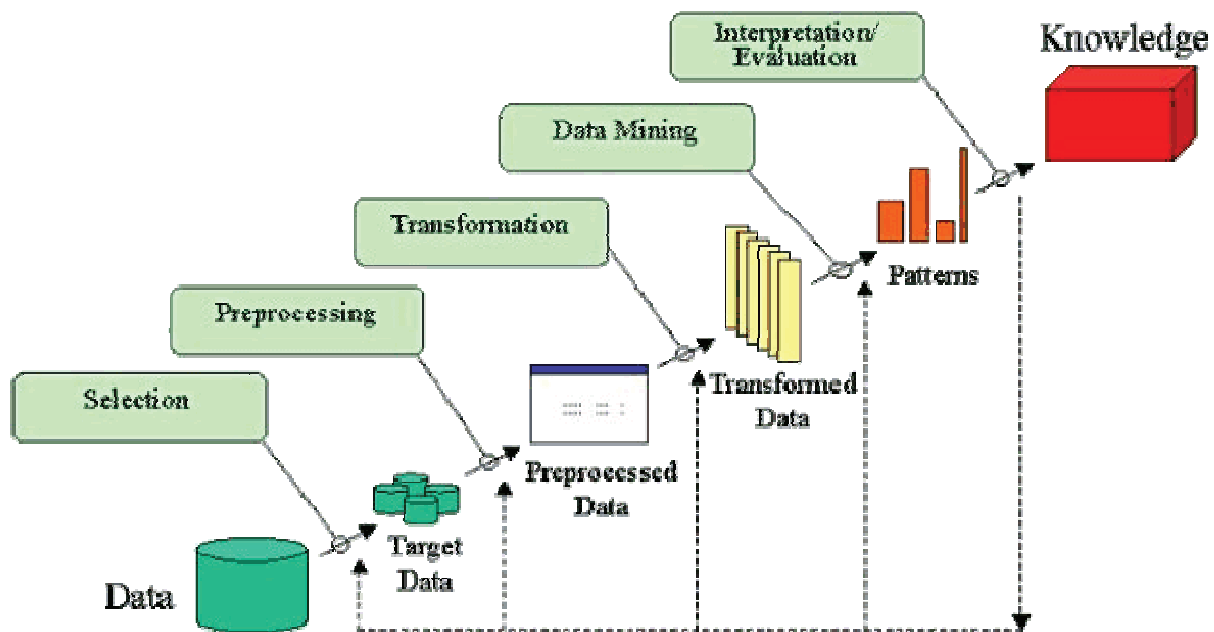 Interpretation/
Evaluation
Knowledge
Data Mining
Transformation
Patterns
Preprocessing
Transformed
Data
Selection
Preprocessed
Data
Target
Data
Data